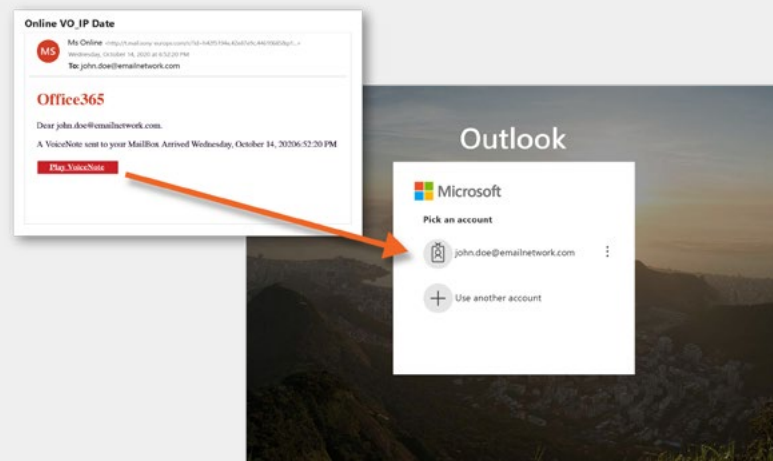 Online VO_IP Date
MS
Ms Online
Wednesday, October 14, 2020 at 6:52:20 PM
To: john.doe@emailnetwork.com
Office365
Dear john.doe@emailnetwork.com.
A VoiceNote sent to your MailBox Arrived Wednesday, October 14, 20206:52:20 PM
Play VoiceNote
Outlook
Microsoft
Pick an account
john.doe@emailnetwork.com
Use another account